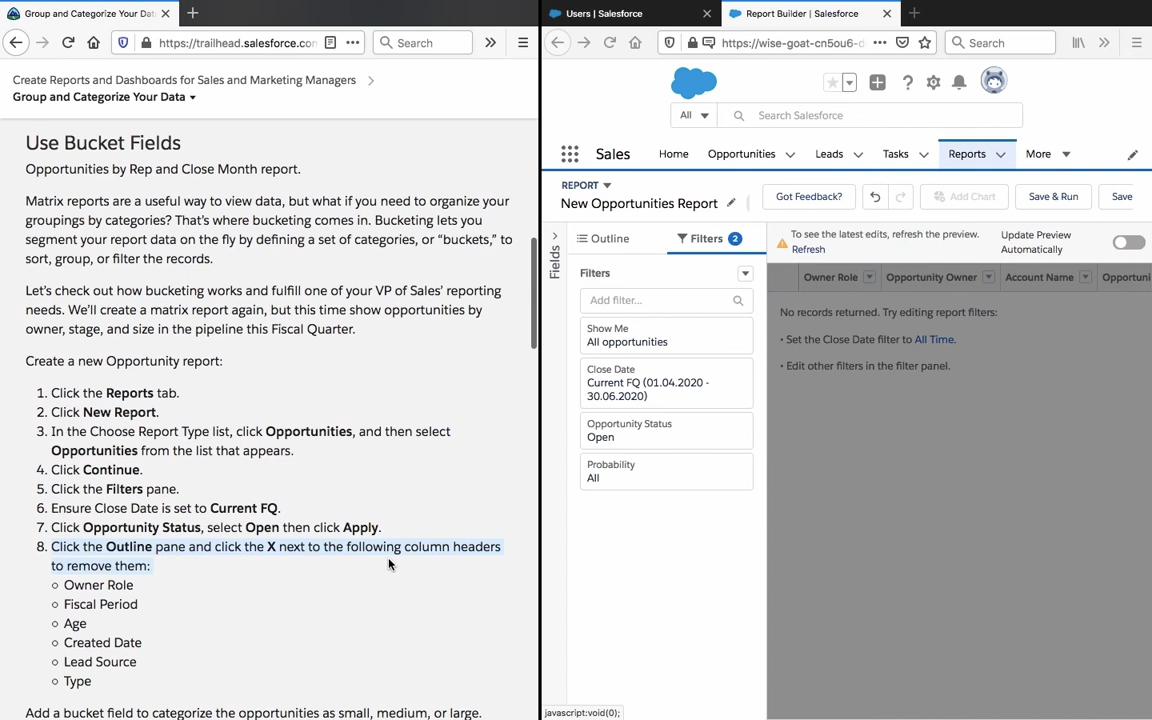 Group and Categorize Your Dat
https://trailhead.salesforce.con
Search
Create Reports and Dashboards for Sales and Marketing Managers
Group and Categorize Your Data
Use Bucket Fields
Opportunities by Rep and Close Month report.
Matrix reports are a useful way to view data, but what if you need to organize your
groupings by categories? That's where bucketing comes in. Bucketing lets you
segment your report data on the fly by defining a set of categories, or “buckets,” to
sort, group, or filter the records.
Let's check out how bucketing works and fulfill one of your VP of Sales' reporting
needs. We'll create a matrix report again, but this time show opportunities by
owner, stage, and size in the pipeline this Fiscal Quarter.
Create a new Opportunity report:
1. Click the Reports tab.
2. Click New Report.
3. In the Choose Report Type list, click Opportunities, and then select
Opportunities from the list that appears.
4. Click Continue.
5. Click the Filters pane.
6. Ensure Close Date is set to Current FQ.
7. Click Opportunity Status, select Open then click Apply.
8. Click the Outline pane and click the X next to the following column headers
to remove them:
Owner Role
Fiscal Period
Age
Created Date
Lead Source
Type
Add a bucket field to categorize the opportunities as small, medium, or large.
Users | Salesforce
Report Builder | Salesforce
https://wise-goat-cn5ou6-d
Search
All
Search Salesforce
Sales
Home
Opportunities
Leads
Tasks
Reports
More
REPORT
New Opportunities Report
Got Feedback?
Add Chart
Save & Run
Save
Fields
Outline
Filters 2
To see the latest edits, refresh the preview.
Refresh
Update Preview
Automatically
Filters
Add filter...
Show Me
All opportunities
Close Date
Current FQ (01.04.2020 -
30.06.2020)
Opportunity Status
Open
Probability
All
Owner Role
Opportunity Owner
Account Name
Opportuni
No records returned. Try editing report filters:
• Set the Close Date filter to All Time.
• Edit other filters in the filter panel.
javascript:void(0);